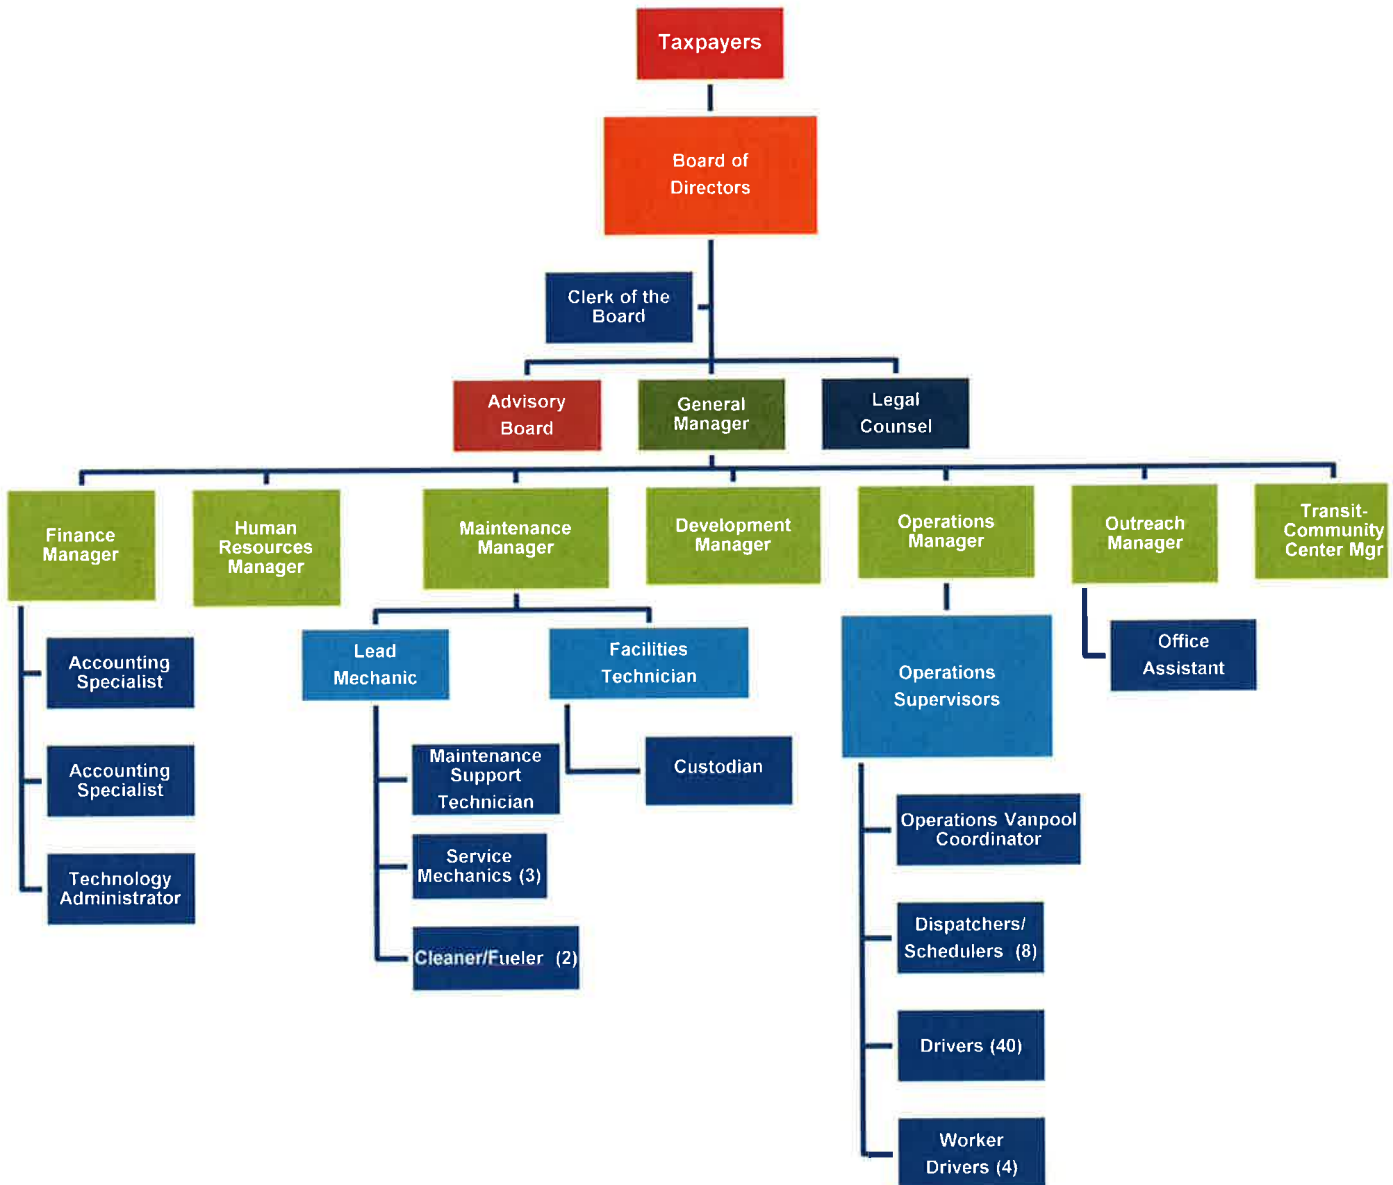 Taxpayers
Board of
Directors
Clerk of the
Board
Advisory
Board
General
Manager
Legal
Counsel
Finance
Manager
Human
Resources
Manager
Maintenance
Manager
Development
Manager
Operations
Manager
Outreach
Manager
Transit-
Community
Center Mgr
Accounting
Specialist
Accounting
Specialist
Technology
Administrator
Lead
Mechanic
Maintenance
Support
Technician
Service
Mechanics (3)
Cleaner/Fueler (2)
Facilities
Technician
Custodian
Operations
Supervisors
Operations Vanpool
Coordinator
Dispatchers/
Schedulers (8)
Drivers (40)
Worker
Drivers (4)
Office
Assistant